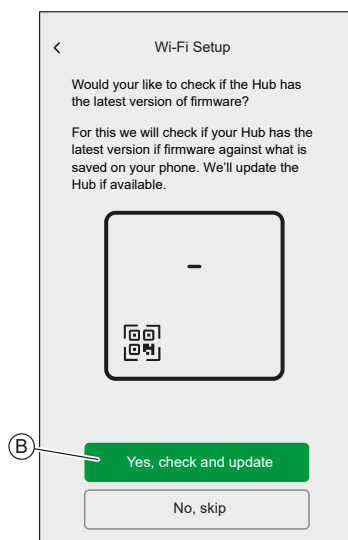 Wi-Fi Setup
Would your like to check if the Hub has
the latest version of firmware?
For this we will check if your Hub has the
latest version if firmware against what is
saved on your phone. We'll update the
Hub if available.
B
Yes, check and update
No, skip